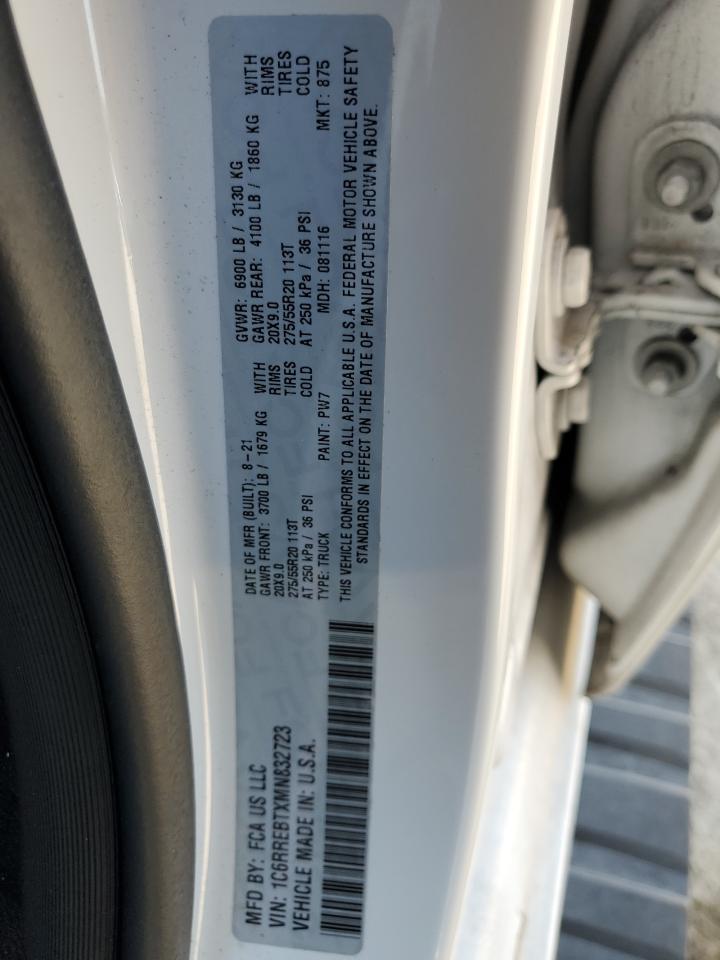 MFD BY: FCA US LLC
VIN: 1C6RREBTXMN832723
VEHICLE MADE IN: U.S.A.
DATE OF MFR (BUILT): 8-21 GVWR: 6900 LB / 3130 KG
GAWR FRONT: 3700 LB / 1679 KG WITH GAWR REAR: 4100 LB / 1860 KG WITH
20X9.0 RIMS 20X9.0 RIMS
275/55R20 113T TIRES 275/55R20 113T TIRES
AT 250 kPa / 36 PSI COLD AT 250 kPa / 36 PSI COLD
TYPE: TRUCK PAINT: PW7 MDH: 081116 MKT: 875
THIS VEHICLE CONFORMS TO ALL APPLICABLE U.S.A. FEDERAL MOTOR VEHICLE SAFETY
STANDARDS IN EFFECT ON THE DATE OF MANUFACTURE SHOWN ABOVE.